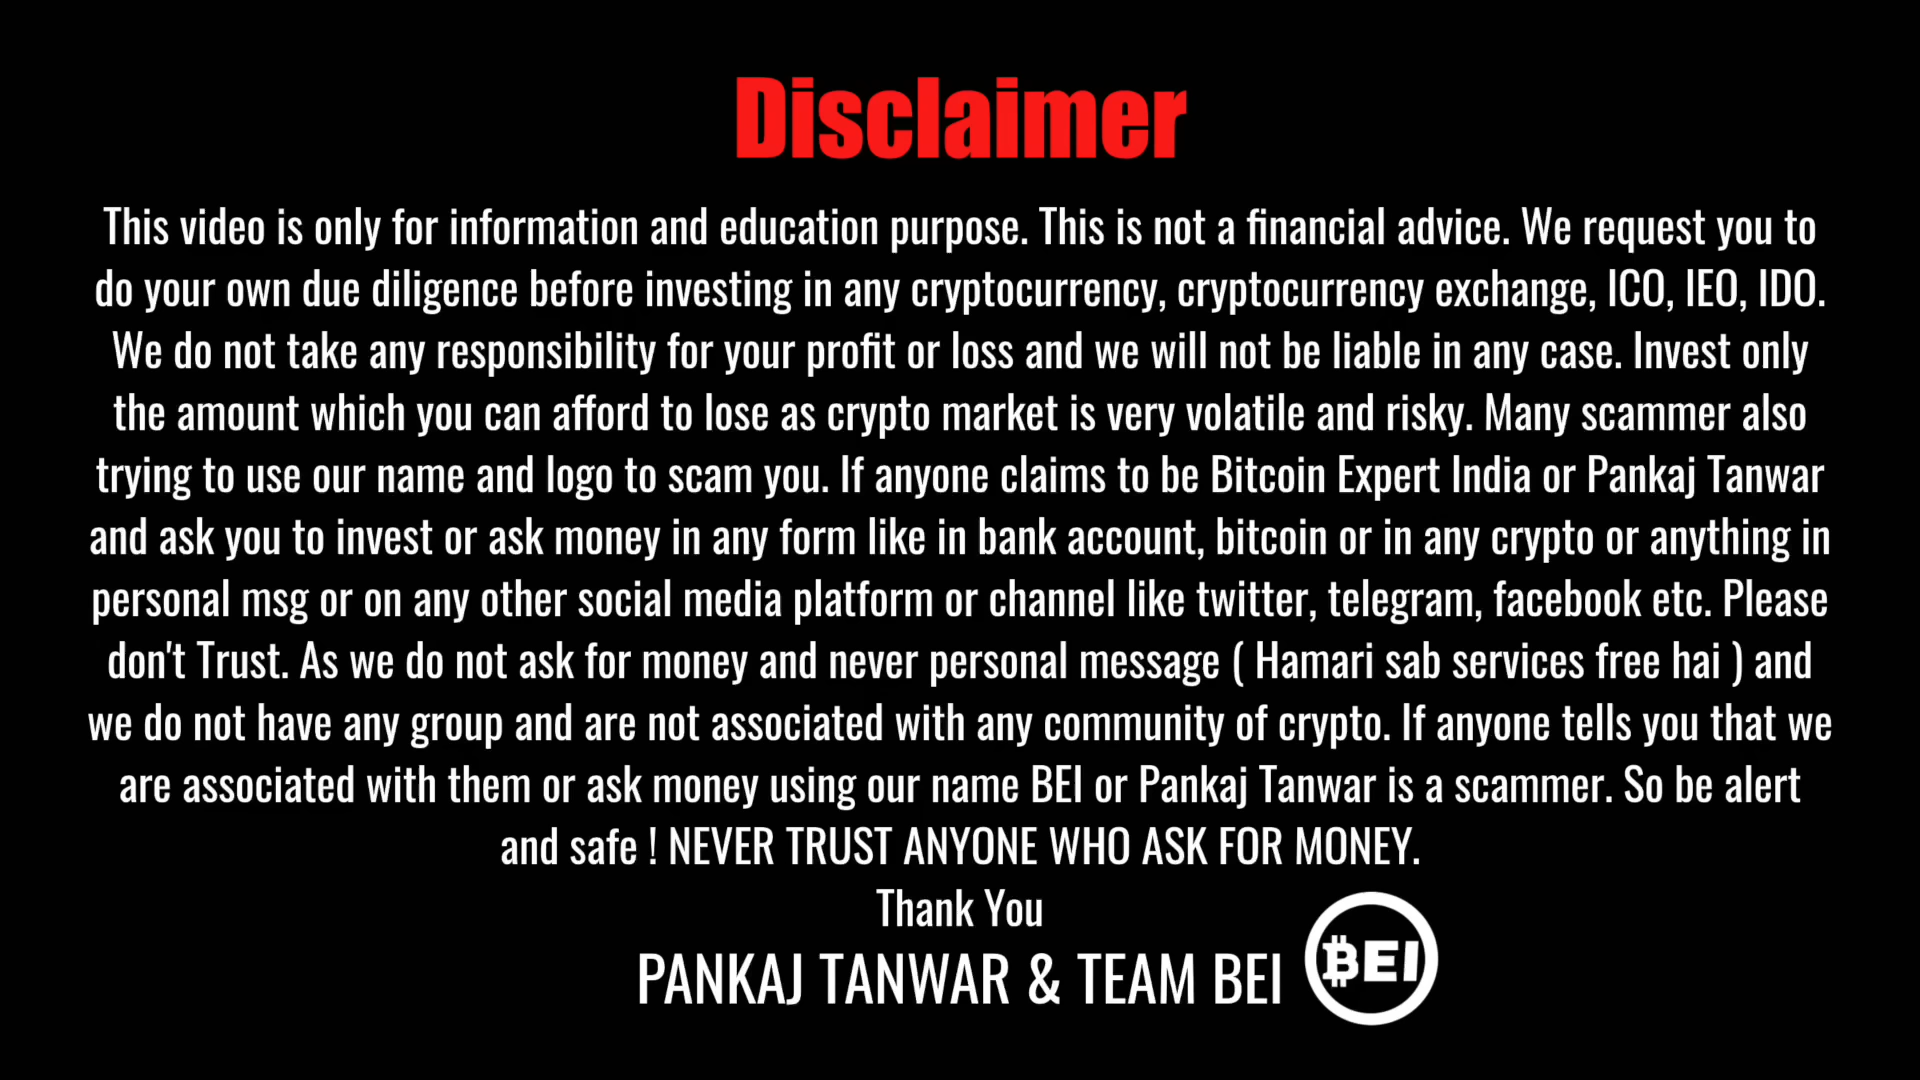 Disclaimer
This video is only for information and education purpose. This is not a financial advice. We request you to
do your own due diligence before investing in any cryptocurrency, cryptocurrency exchange, ICO, IEO, IDO.
We do not take any responsibility for your profit or loss and we will not be liable in any case. Invest only
the amount which you can afford to lose as crypto market is very volatile and risky. Many scammer also
trying to use our name and logo to scam you. If anyone claims to be Bitcoin Expert India or Pankaj Tanwar
and ask you to invest or ask money in any form like in bank account, bitcoin or in any crypto or anything in
personal msg or on any other social media platform or channel like twitter, telegram, facebook etc. Please
don't Trust. As we do not ask for money and never personal message ( Hamari sab services free hai ) and
we do not have any group and are not associated with any community of crypto. If anyone tells you that we
are associated with them or ask money using our name BEI or Pankaj Tanwar is a scammer. So be alert
and safe ! NEVER TRUST ANYONE WHO ASK FOR MONEY.
Thank You
PANKAJ TANWAR & TEAM BEI
BEI